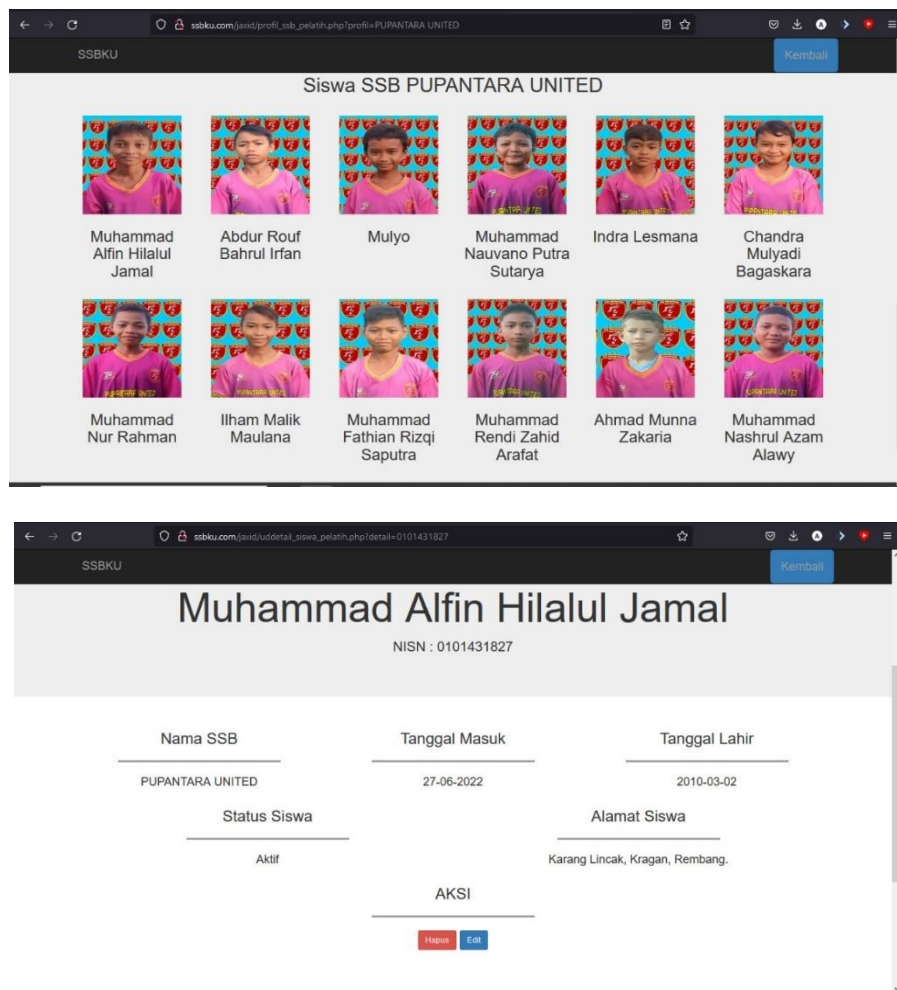 ssbku.com/jaxid/profil_ssb_pelatih.php?profil=PUPANTARA UNITED
SSBKU
Kembali
Siswa SSB PUPANTARA UNITED
Muhammad
Alfin Hilalul
Jamal
Abdur Rouf
Bahrul Irfan
Mulyo
Muhammad
Nauvano Putra
Sutarya
Indra Lesmana
Chandra
Mulyadi
Bagaskara
Muhammad
Nur Rahman
Ilham Malik
Maulana
Muhammad
Fathian Rizqi
Saputra
Muhammad
Rendi Zahid
Arafat
Ahmad Munna
Zakaria
Muhammad
Nashrul Azam
Alawy
ssbku.com/jaxid/uddetail_siswa_pelatih.php?detail=0101431827
SSBKU
Kembali
Muhammad Alfin Hilalul Jamal
NISN : 0101431827
Nama SSB
Tanggal Masuk
Tanggal Lahir
PUPANTARA UNITED
27-06-2022
2010-03-02
Status Siswa
Alamat Siswa
Aktif
Karang Lincak, Kragan, Rembang.
AKSI
Hapus
Edit